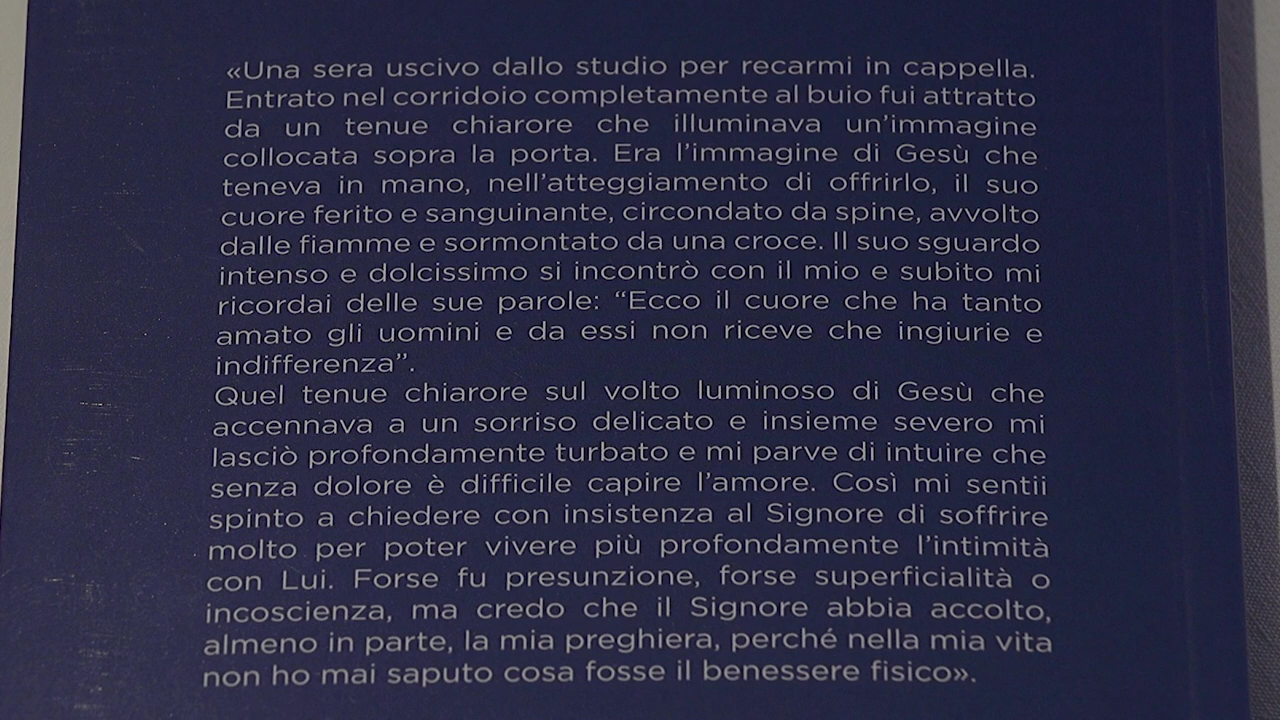 «Una sera uscivo dallo studio per recarmi in cappella.
Entrato nel corridoio completamente al buio fui attratto
da un tenue chiarore che illuminava un'immagine
collocata sopra la porta. Era l'immagine di Gesù che
teneva in mano, nell'atteggiamento di offrirlo, il suo
cuore ferito e sanguinante, circondato da spine, avvolto
dalle fiamme e sormontato da una croce. Il suo sguardo
intenso e dolcissimo si incontrò con il mio e subito mi
ricordai delle sue parole: “Ecco il cuore che ha tanto
amato gli uomini e da essi non riceve che ingiurie e
indifferenza”.
Quel tenue chiarore sul volto luminoso di Gesù che
accennava a un sorriso delicato e insieme severo mi
lasciò profondamente turbato e mi parve di intuire che
senza dolore è difficile capire l'amore. Così mi sentii
spinto a chiedere con insistenza al Signore di soffrire
molto per poter vivere più profondamente l'intimità
con Lui. Forse fu presunzione, forse superficialità o
incoscienza, ma credo che il Signore abbia accolto,
almeno in parte, la mia preghiera, perché nella mia vita
non ho mai saputo cosa fosse il benessere fisico».